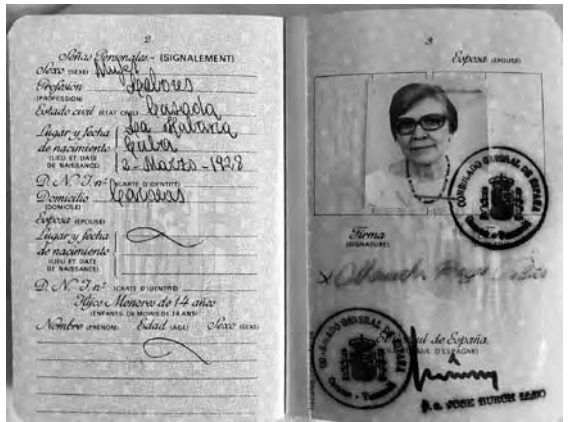 2
Señas Personales.- (SIGNALEMENT)
Sexo (SEXE) Mujer
Profesión Labores
(PROFESSION)
Estado civil (ETAT CIVIL) Casada
Lugar y fecha La Habana
de nacimiento Cuba
(LIEU ET DATE
DE NAISSANCE) 2-Marzo-1928
D. N. I. nº (CARTE D'IDENTITÉ)
Domicilio Caracas
(DOMICILE)
Esposa (EPOUSE)
Lugar y fecha
de nacimiento
(LIEU ET DATE
DE NAISSANCE)
D. N. I. nº (CARTE D'IDENTITE)
Hijos Menores de 14 años
(ENFANTS DE MOINS DE 14 ANS)
Nombre (PRENOM) Edad (AGE) Sexo (SEXE)
3
Esposa (EPOUSE)
CONSULADO GENERAL DE ESPAÑA
Firma
(SIGNATURE)
GENERAL DE ESPAÑA
Cónsul de España.
D'ESPAGNE)
p.a. JOSE